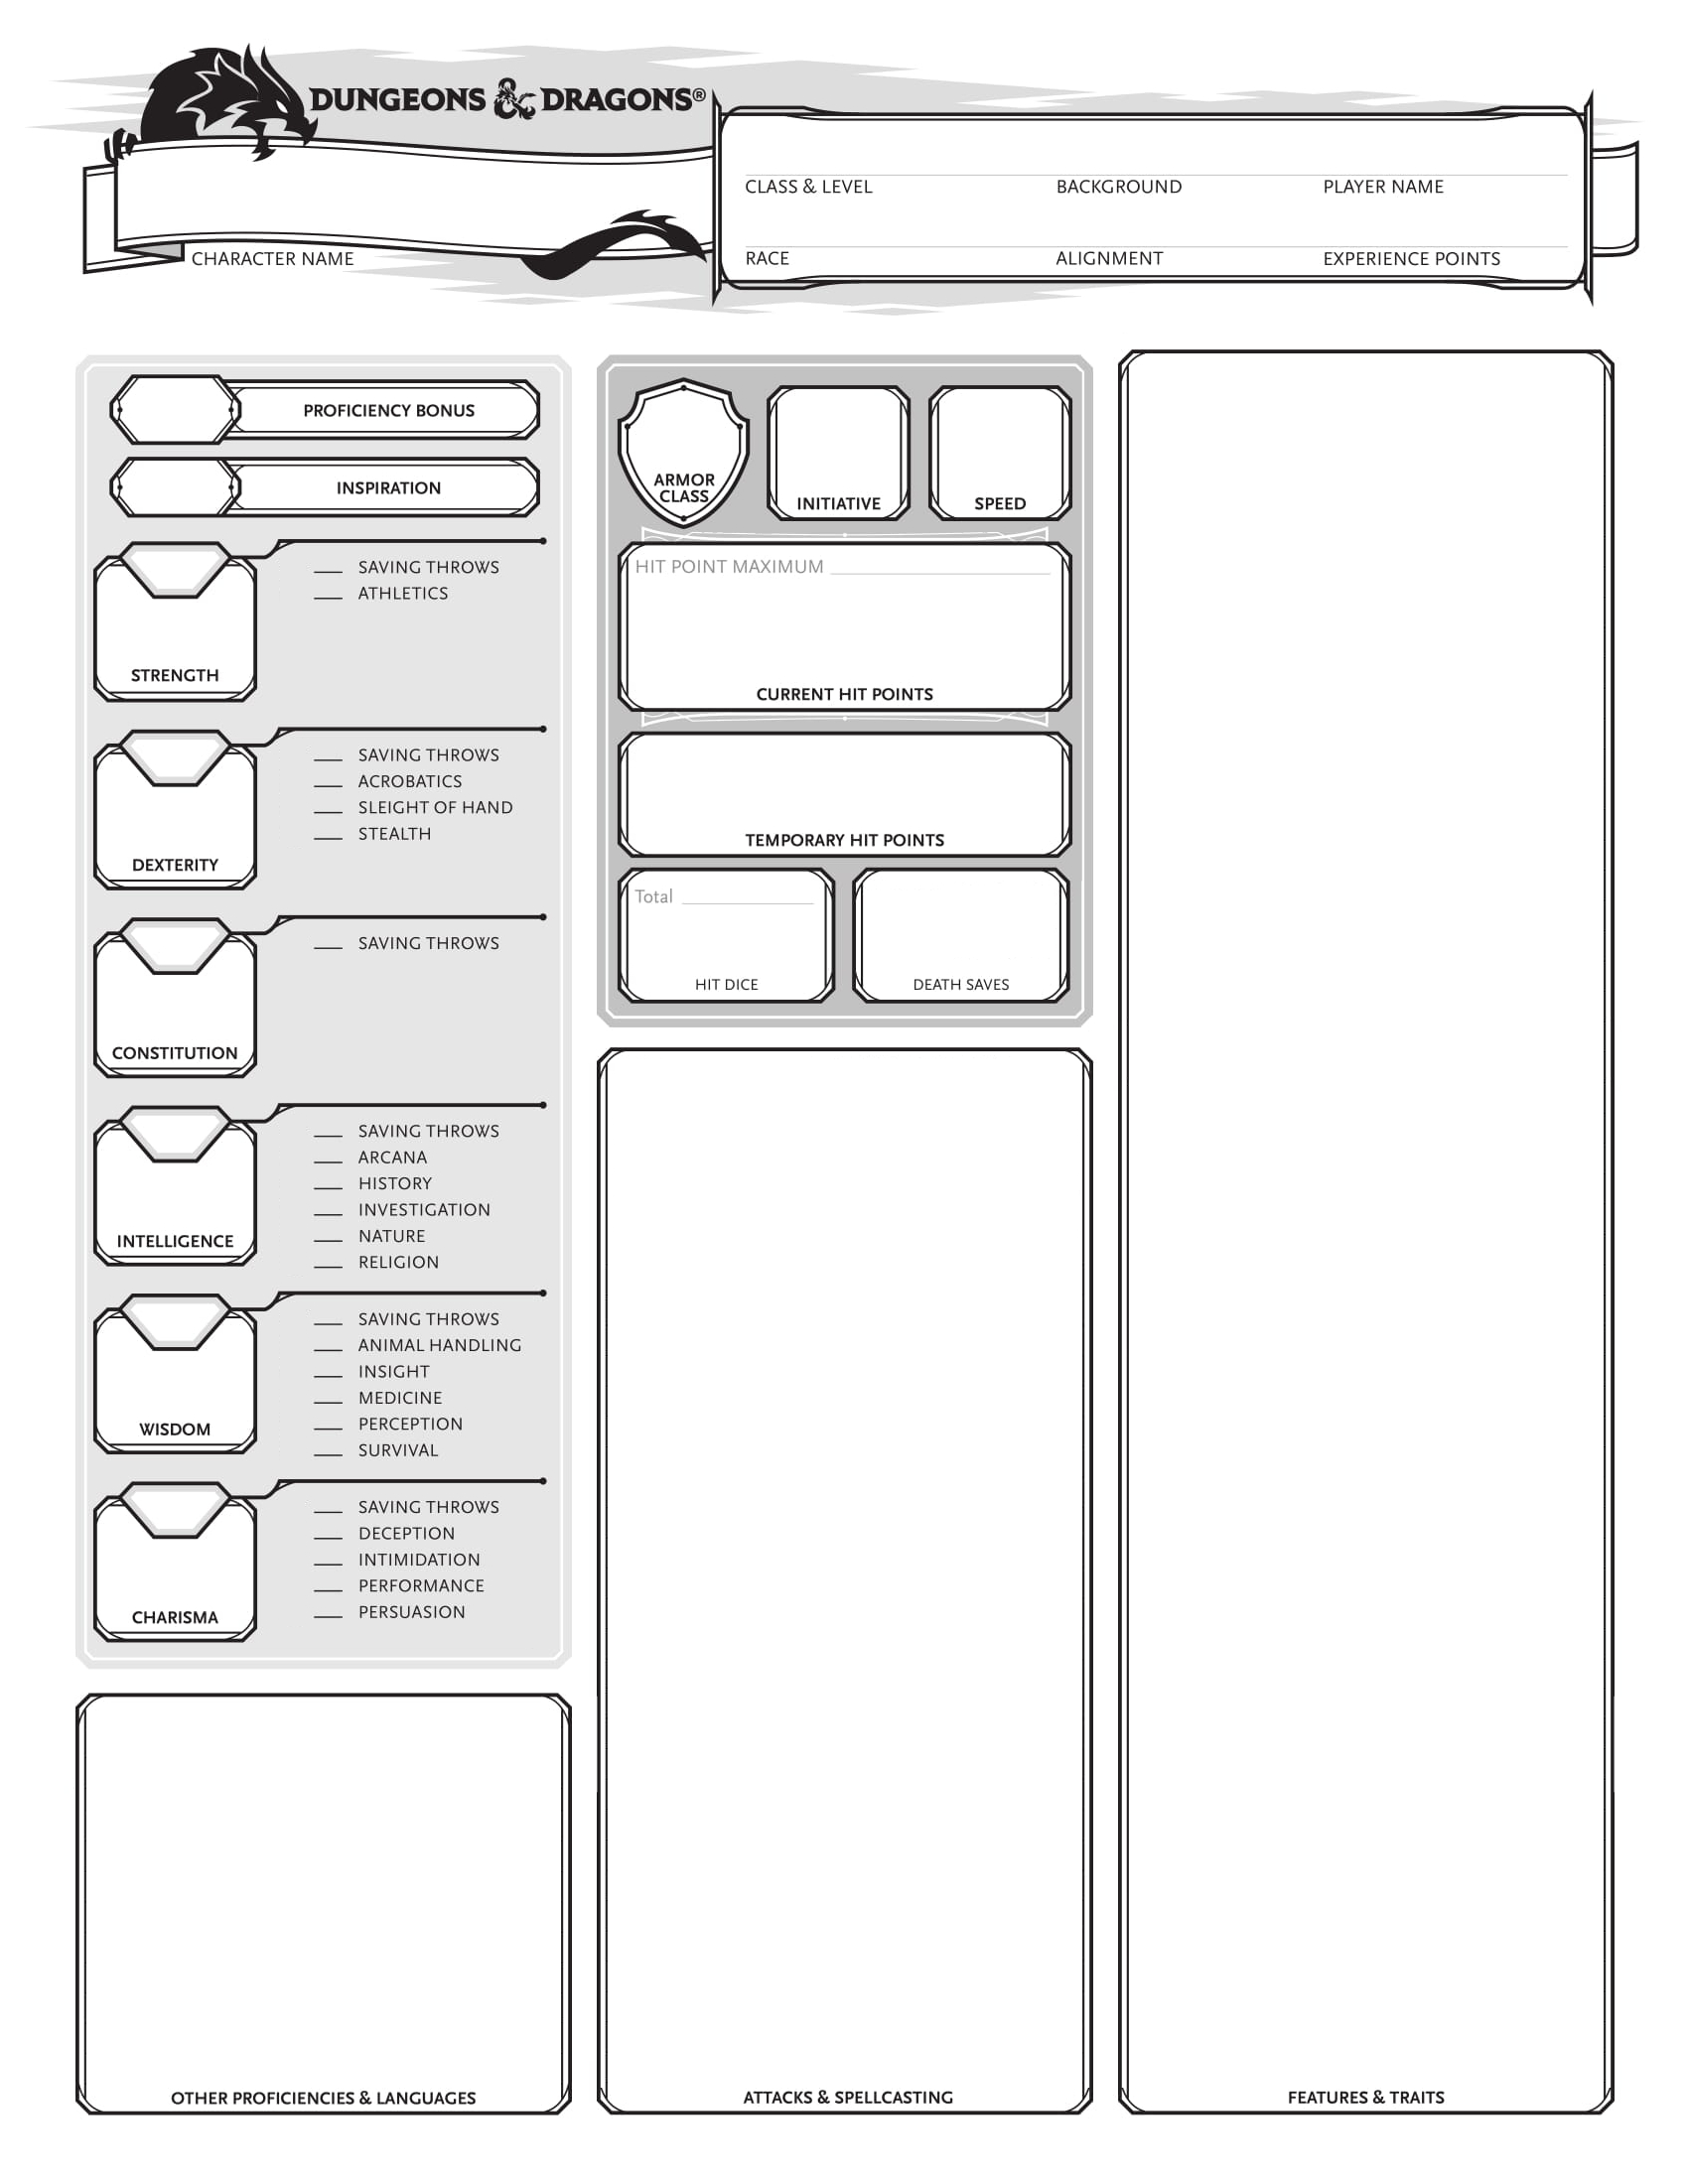 DUNGEONS & DRAGONS®
CLASS & LEVEL BACKGROUND PLAYER NAME
CHARACTER NAME
RACE ALIGNMENT EXPERIENCE POINTS
PROFICIENCY BONUS
INSPIRATION
STRENGTH
SAVING THROWS
ATHLETICS
DEXTERITY
SAVING THROWS
ACROBATICS
SLEIGHT OF HAND
STEALTH
CONSTITUTION
SAVING THROWS
INTELLIGENCE
SAVING THROWS
ARCANA
HISTORY
INVESTIGATION
NATURE
RELIGION
WISDOM
SAVING THROWS
ANIMAL HANDLING
INSIGHT
MEDICINE
PERCEPTION
SURVIVAL
CHARISMA
SAVING THROWS
DECEPTION
INTIMIDATION
PERFORMANCE
PERSUASION
OTHER PROFICIENCIES & LANGUAGES
ARMOR
CLASS
INITIATIVE
SPEED
HIT POINT MAXIMUM
CURRENT HIT POINTS
TEMPORARY HIT POINTS
Total
HIT DICE
DEATH SAVES
ATTACKS & SPELLCASTING
FEATURES & TRAITS